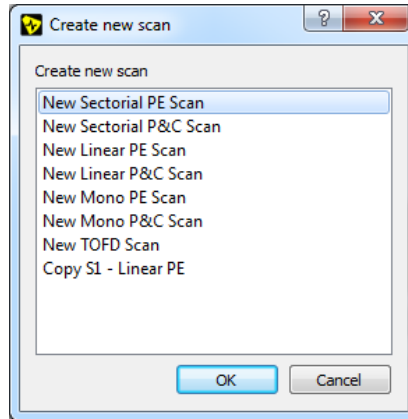 Create new scan
?
Create new scan
New Sectorial PE Scan
New Sectorial P&C Scan
New Linear PE Scan
New Linear P&C Scan
New Mono PE Scan
New Mono P&C Scan
New TOFD Scan
Copy S1 - Linear PE
OK Cancel